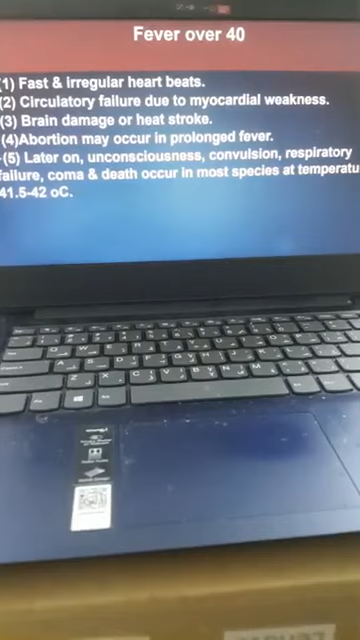 Fever over 40
(1) Fast & irregular heart beats.
(2) Circulatory failure due to myocardial weakness.
(3) Brain damage or heat stroke.
(4)Abortion may occur in prolonged fever.
(5) Later on, unconsciousness, convulsion, respiratory
failure, coma & death occur in most species at temperatu
41.5-42 oC.